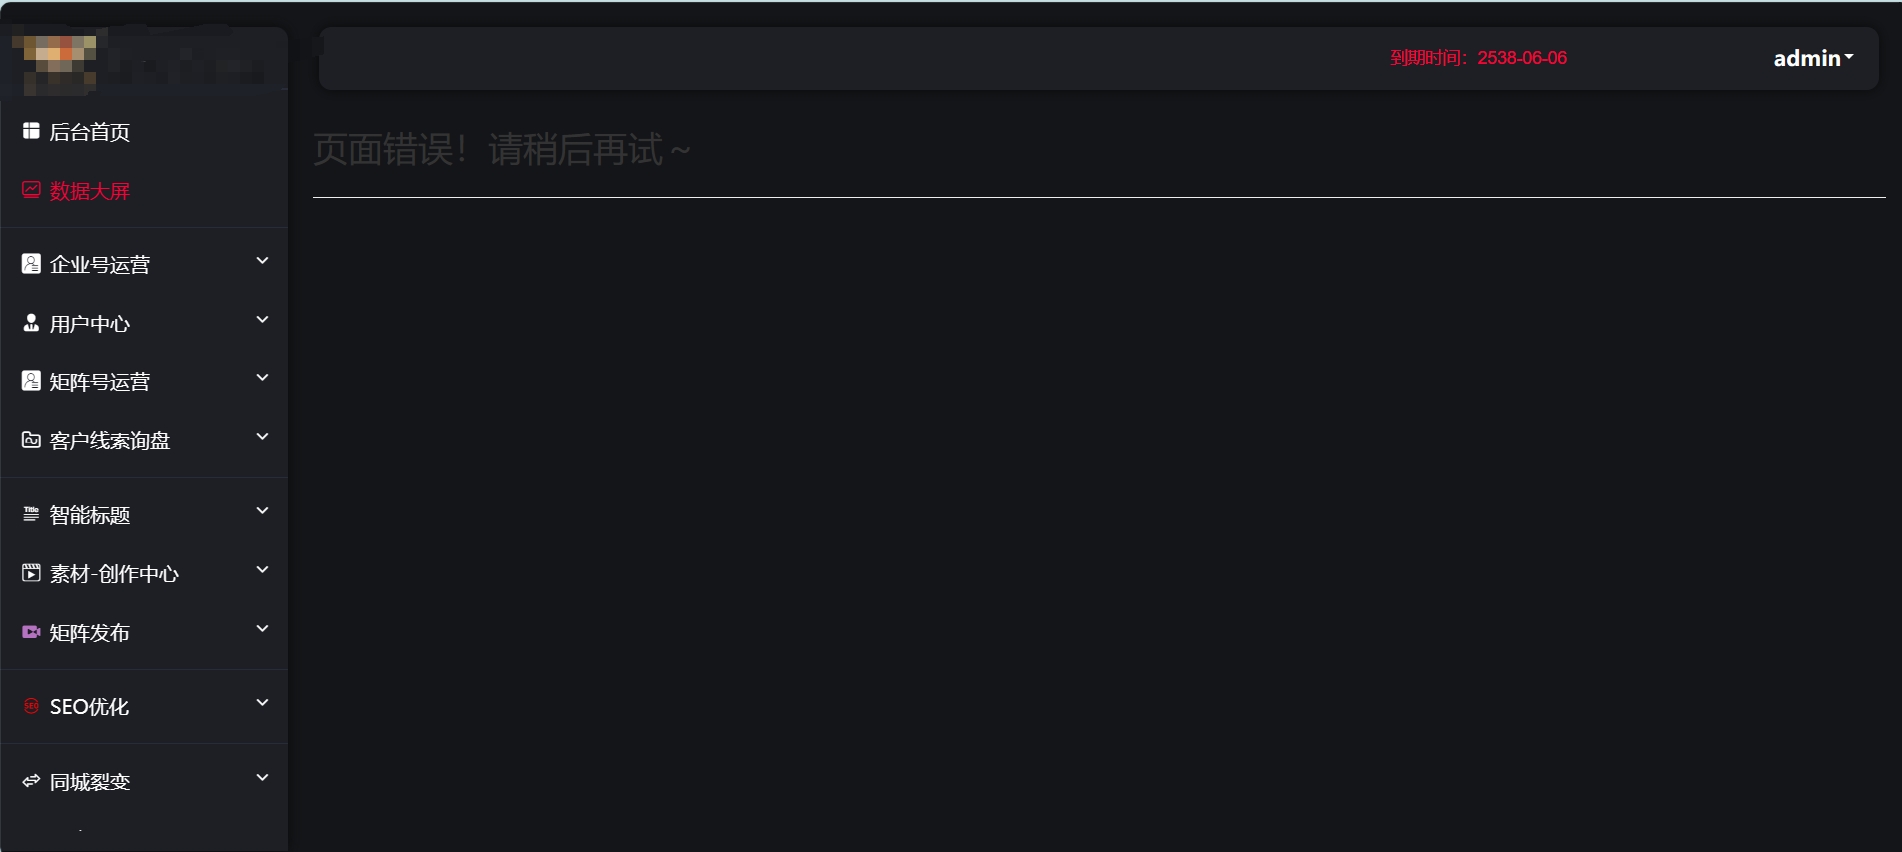 到期时间：2538-06-06
admin
后台首页
数据大屏
企业号运营
用户中心
矩阵号运营
客户线索询盘
Title
智能标题
素材-创作中心
矩阵发布
SEO
SEO优化
同城裂变
页面错误！请稍后再试～